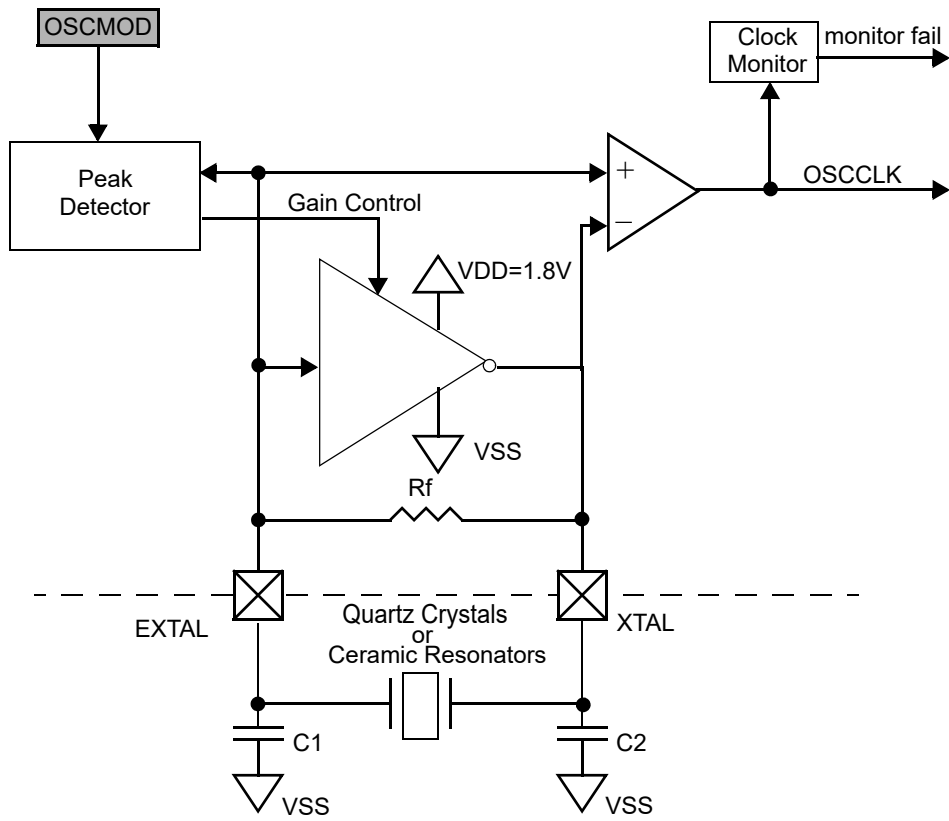 OSCMOD
Clock
Monitor
monitor fail
Peak
Detector
+
OSCCLK
Gain Control
−
VDD=1.8V
VSS
Rf
EXTAL
Quartz Crystals
or
Ceramic Resonators
XTAL
C1
C2
VSS
VSS